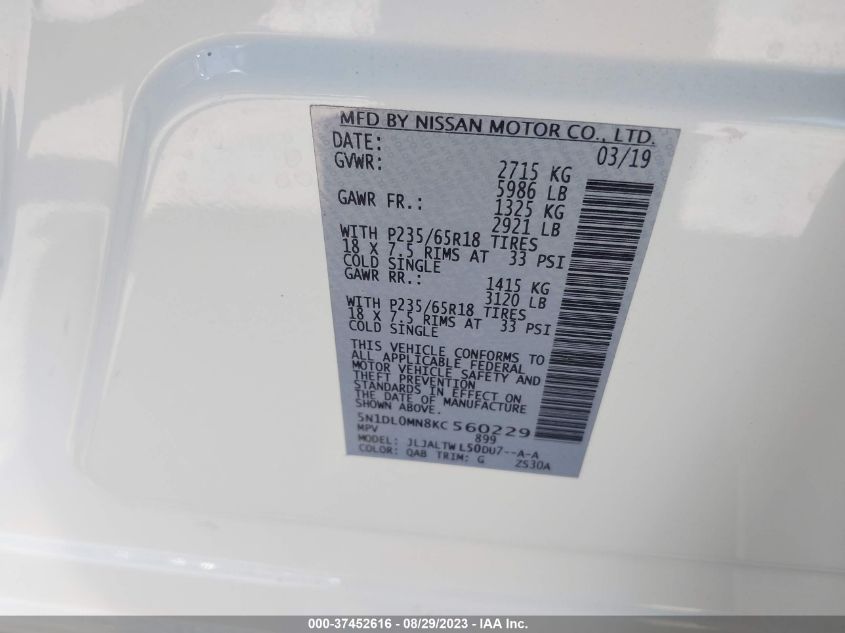 MFD BY NISSAN MOTOR CO., LTD.
DATE: 03/19
GVWR: 2715 KG
5986 LB
GAWR FR.: 1325 KG
2921 LB
WITH P235/65R18 TIRES
18 X 7.5 RIMS AT 33 PSI
COLD SINGLE
GAWR RR.: 1415 KG
3120 LB
WITH P235/65R18 TIRES
18 X 7.5 RIMS AT 33 PSI
COLD SINGLE
THIS VEHICLE CONFORMS TO
ALL APPLICABLE FEDERAL
MOTOR VEHICLE SAFETY AND
THEFT PREVENTION
STANDARDS IN EFFECT ON
THE DATE OF MANUFACTURE
SHOWN ABOVE.
5N1DL0MN8KC 560229
MPV 899
MODEL: JLJALTW L50DU7--A-A
COLOR: QAB TRIM: G ZS30A
000-37452616 - 08/29/2023 - © IAA Inc.